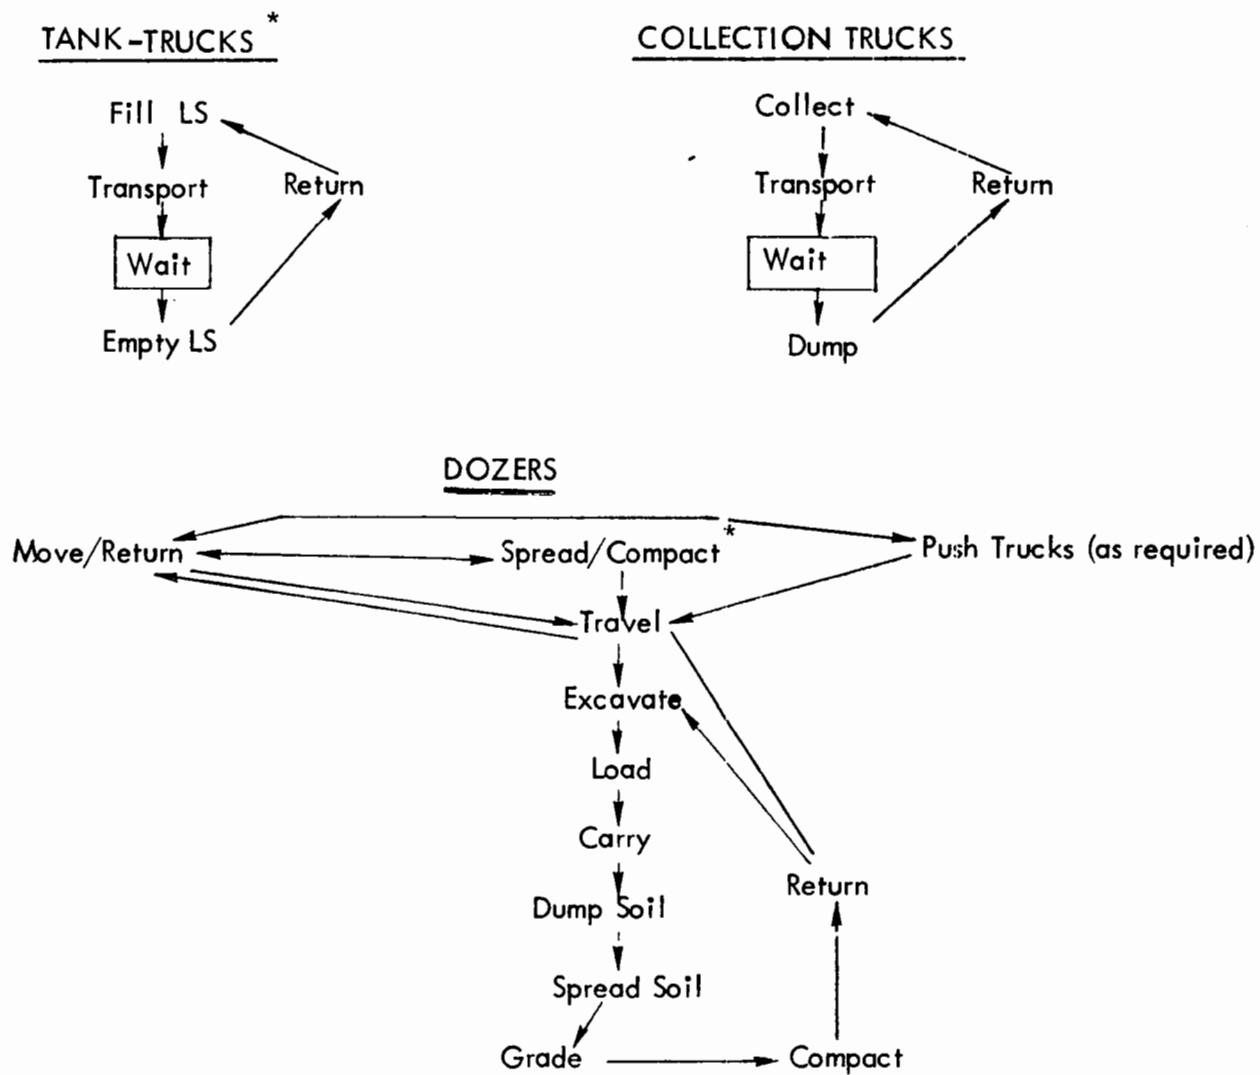 TANK-TRUCKS *
Fill LS
Transport
Return
Wait
Empty LS
COLLECTION TRUCKS
Collect
Transport
Return
Wait
Dump
DOZERS
Move/Return
Spread/Compact *
Push Trucks (as required)
Travel
Excavate
Load
Carry
Return
Dump Soil
Spread Soil
Grade
Compact